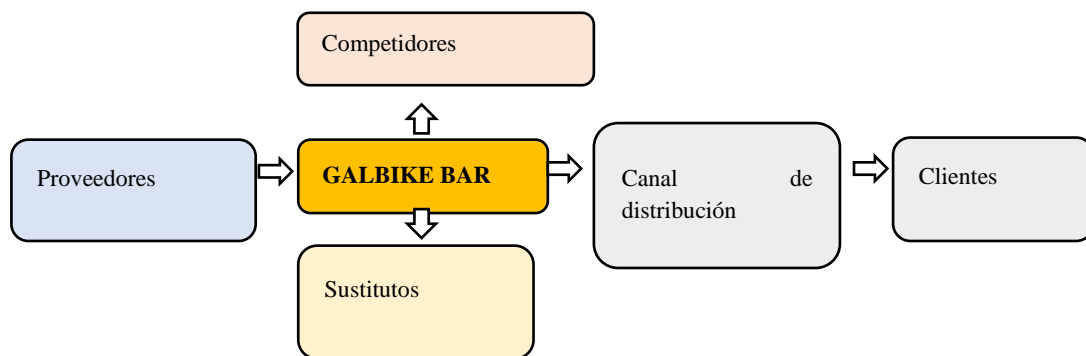 Competidores
Proveedores
GALBIKE BAR
Canal de
distribución
Clientes
Sustitutos